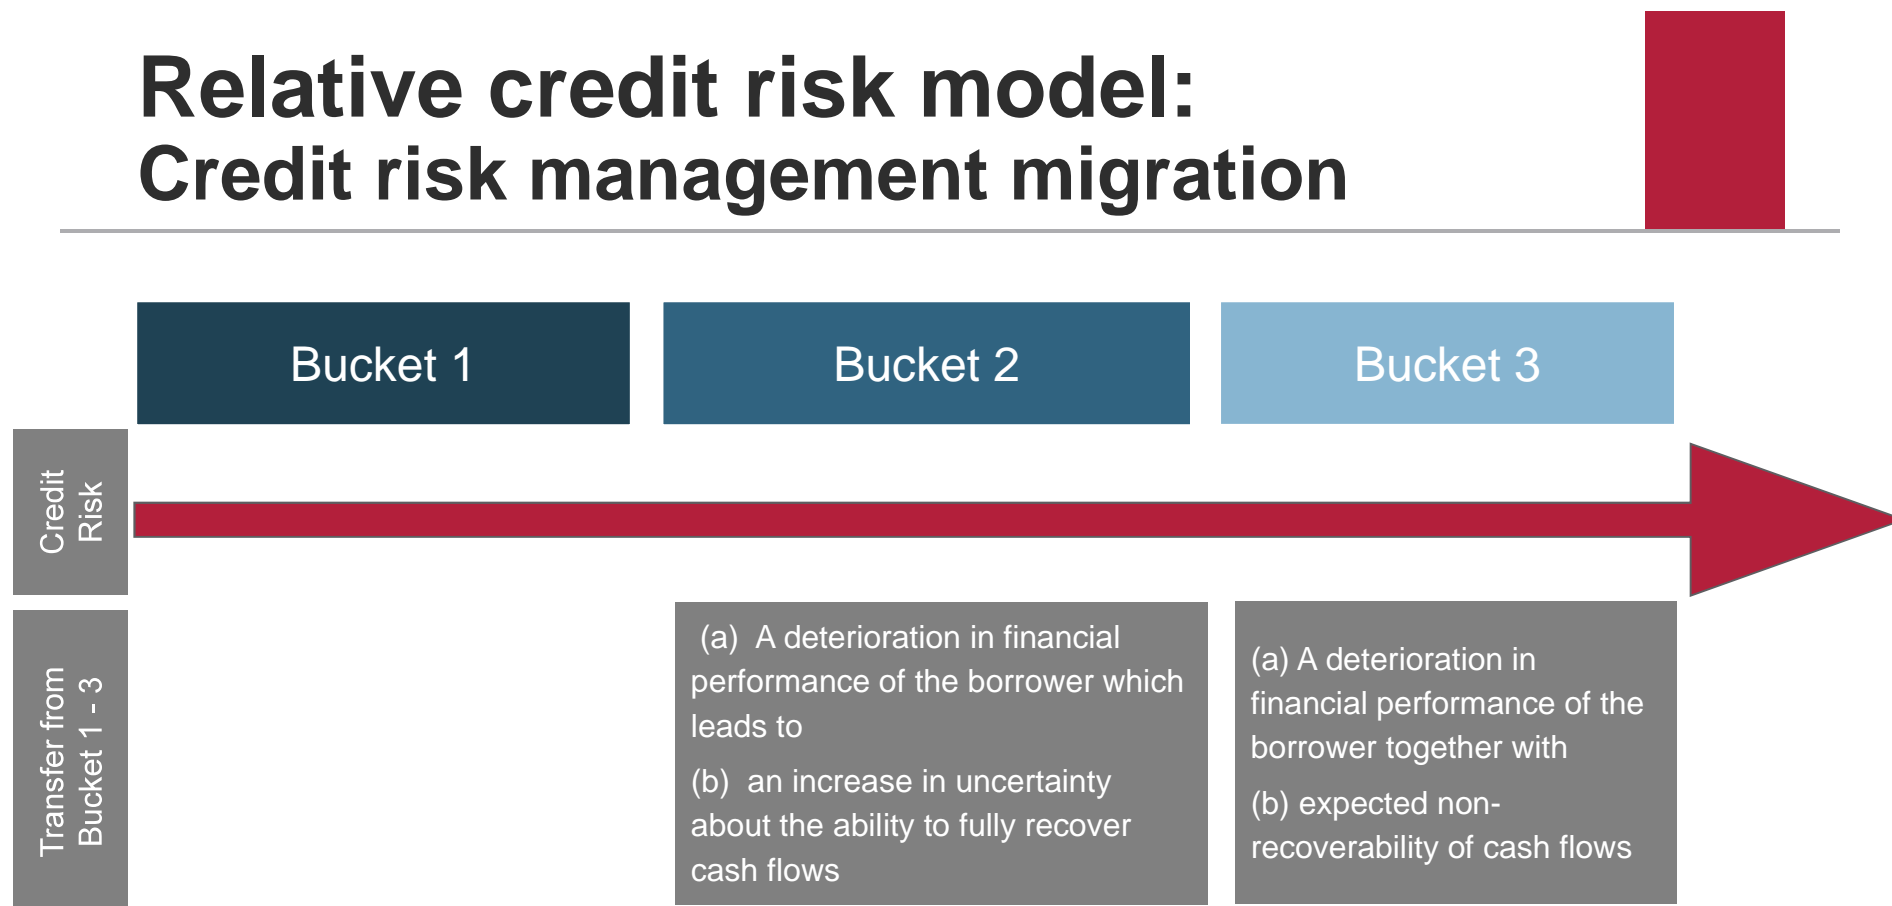 Relative credit risk model:
Credit risk management migration
Bucket 1
Bucket 2
Bucket 3
Credit
Risk
Transfer from
Bucket 1 - 3
(a) A deterioration in financial
performance of the borrower which
leads to
(b) an increase in uncertainty
about the ability to fully recover
cash flows
(a) A deterioration in
financial performance of the
borrower together with
(b) expected non-
recoverability of cash flows